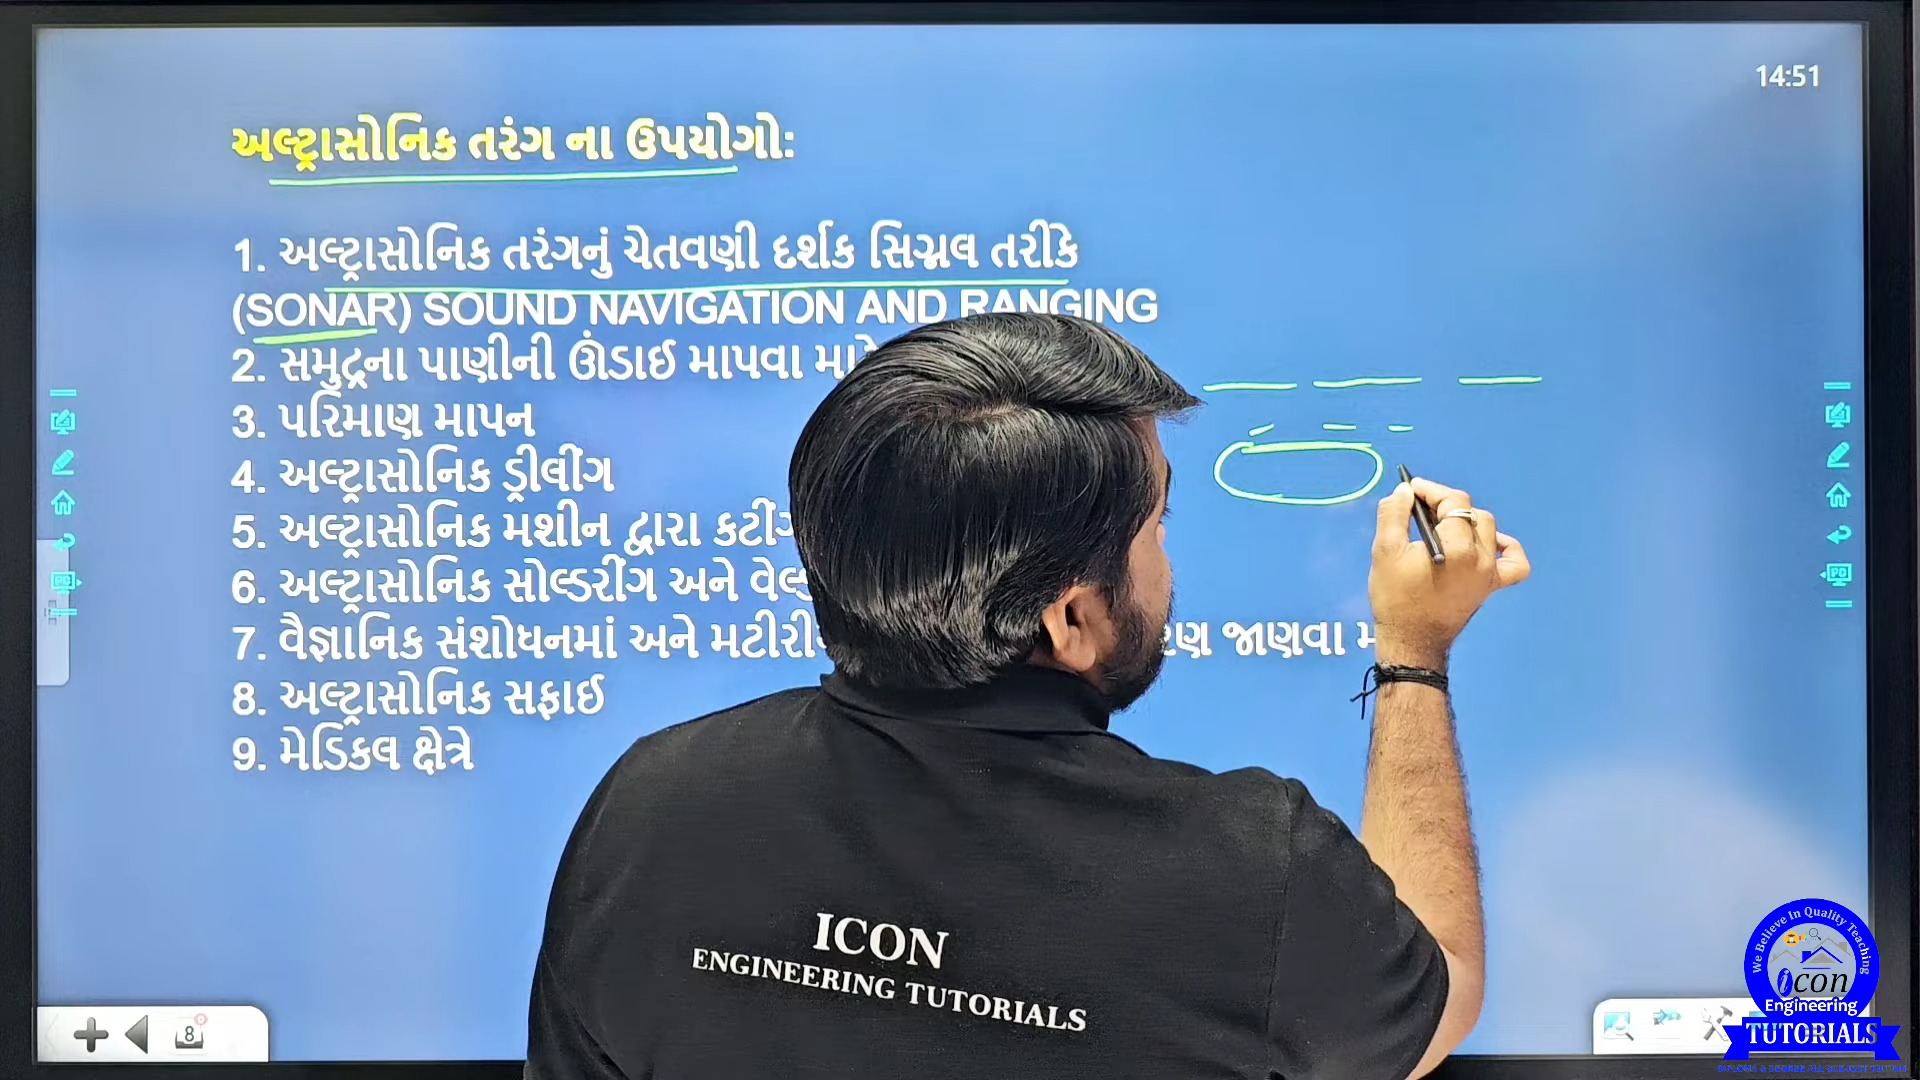 14:51
અલ્ટ્રાસોનિક તરંગ ના ઉપયોગો:
1. અલ્ટ્રાસોનિક તરંગનું ચેતવણી દર્શક સિગ્નલ તરીકે
(SONAR) SOUND NAVIGATION AND RANGING
2. સમુદ્રના પાણીની ઊંડાઈ માપવા
3. પરિમાણ માપન
4. અલ્ટ્રાસોનિક ડ્રીલીંગ
5. અલ્ટ્રાસોનિક મશીન દ્વારા
6. અલ્ટ્રાસોનિક સોલ્ડરીંગ અને
7. વૈજ્ઞાનિક સંશોધનમાં અને જાણવા
8. અલ્ટ્રાસોનિક સફાઈ
9. મેડિકલ ક્ષેત્રે
ICON
ENGINEERING TUTORIALS
8
We Believe In Quality Teaching
icon
Engineering
TUTORIALS